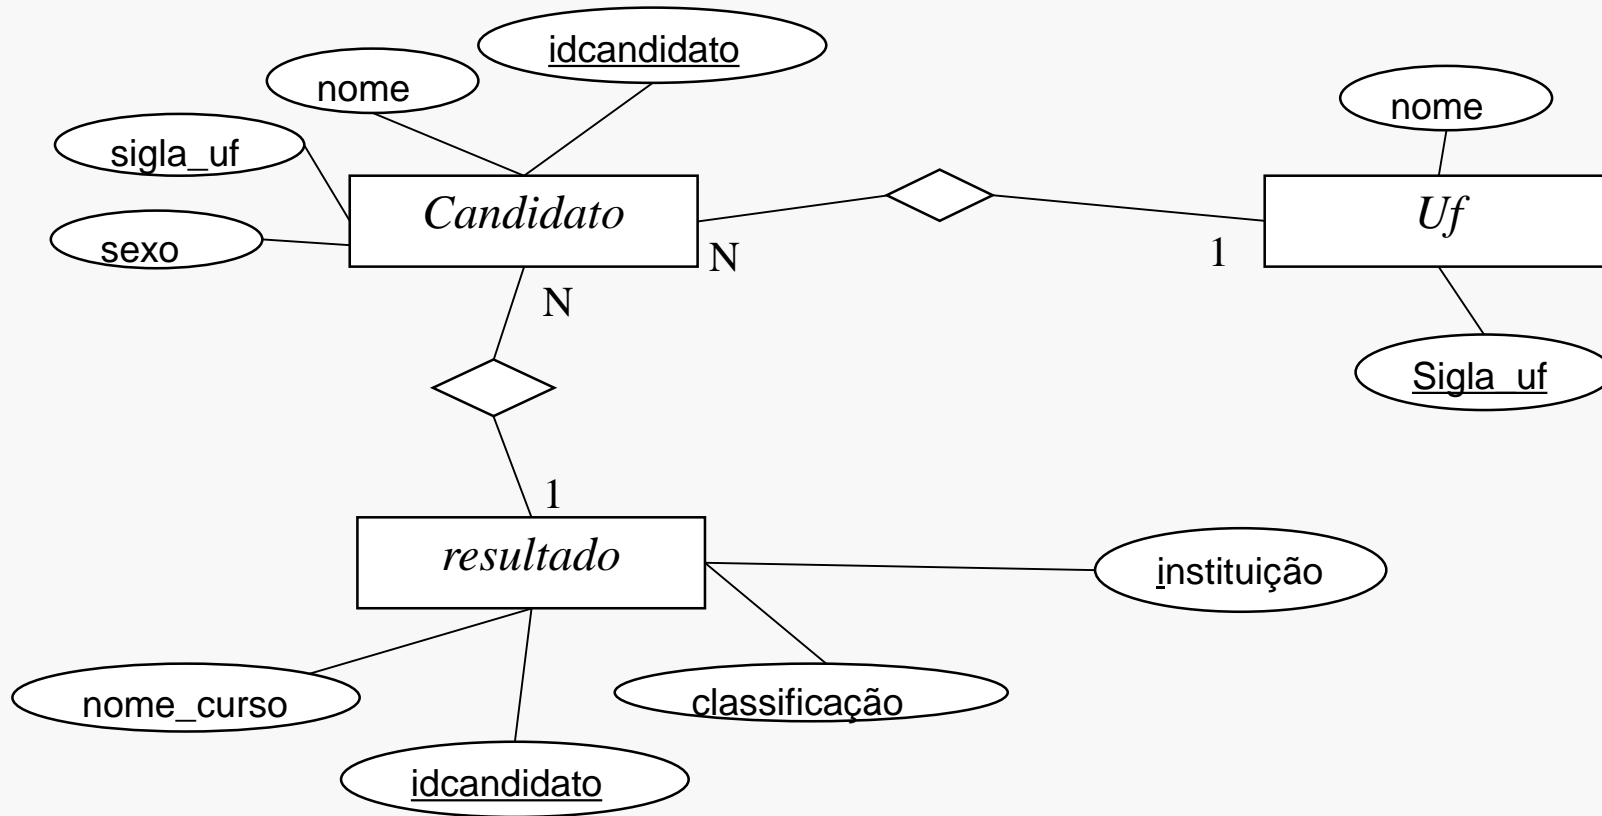 idcandidato
nome
nome
sigla_uf
Candidato
Uf
sexo
N
1
N
Sigla_uf
1
resultado
instituição
nome_curso
classificação
idcandidato